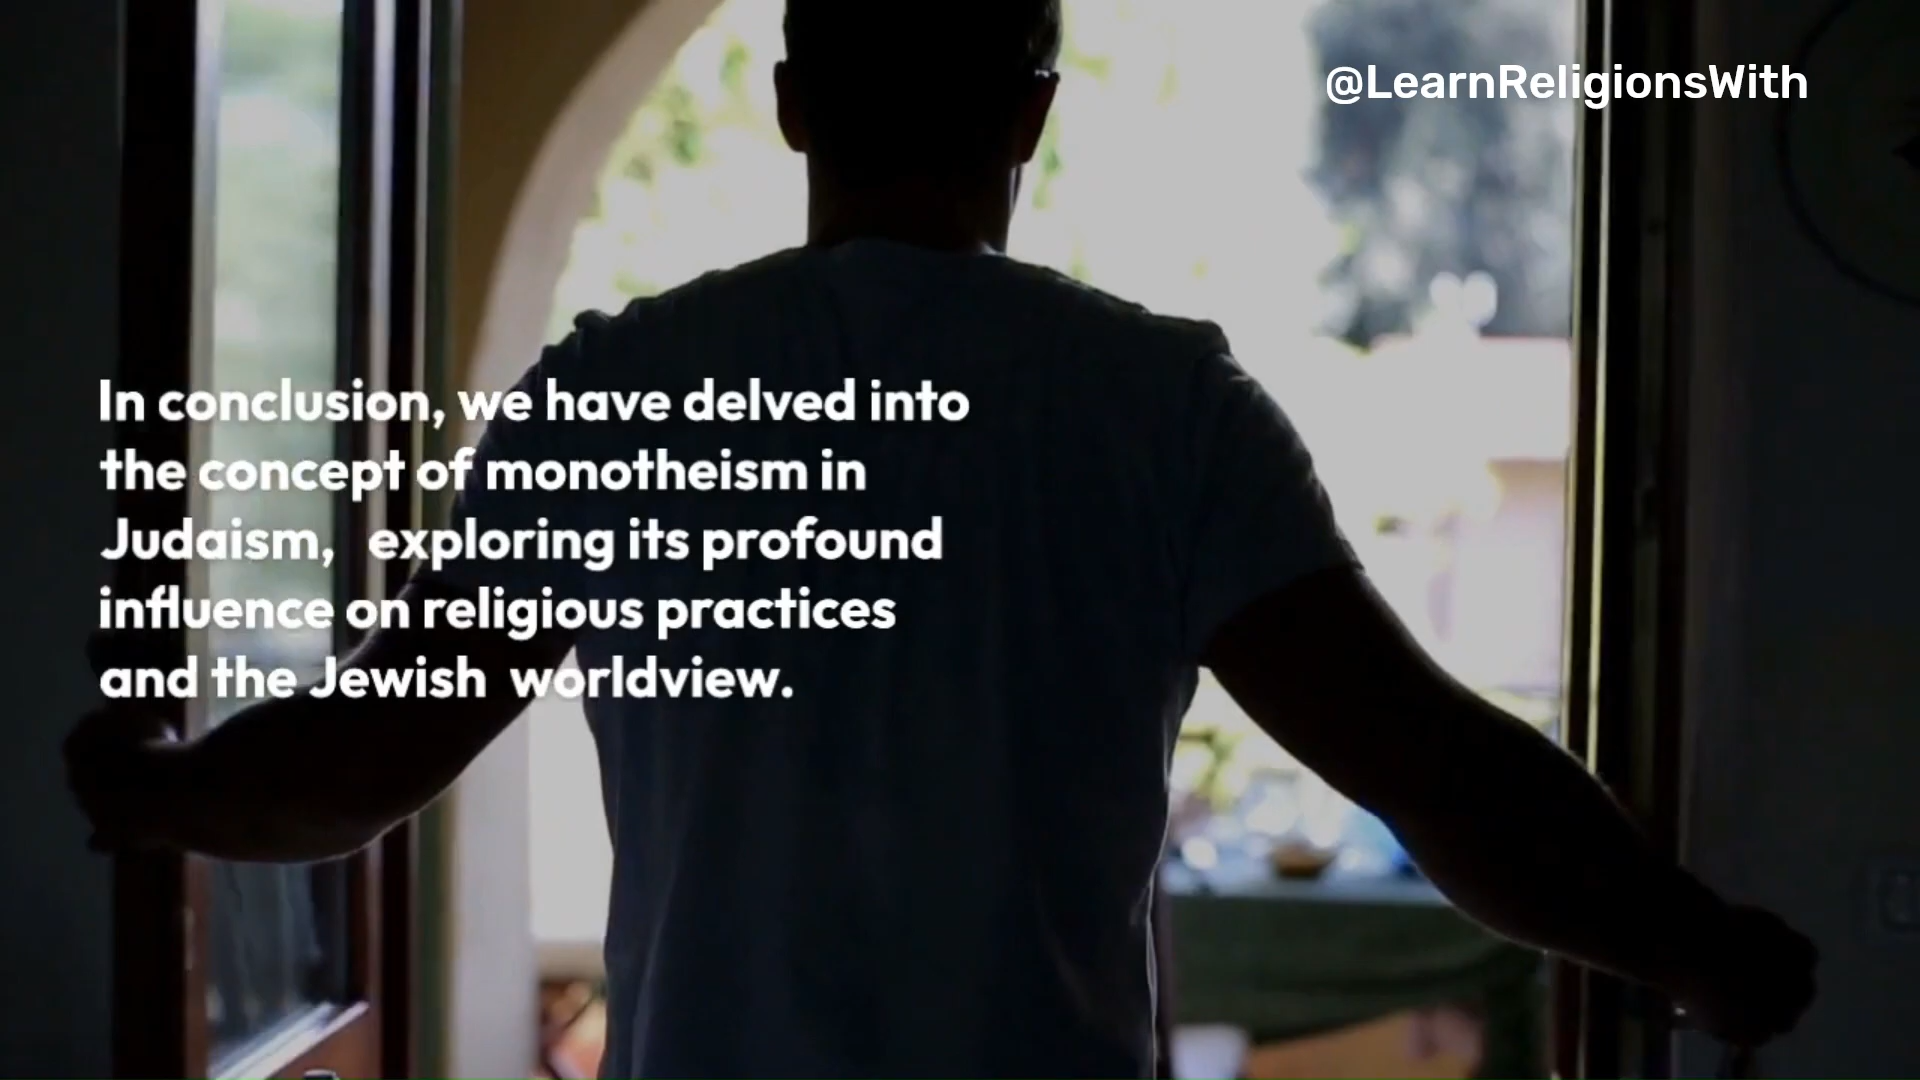 @LearnReligionsWith
In conclusion, we have delved into
the concept of monotheism in
Judaism,   exploring its profound
influence on religious practices
and the Jewish  worldview.